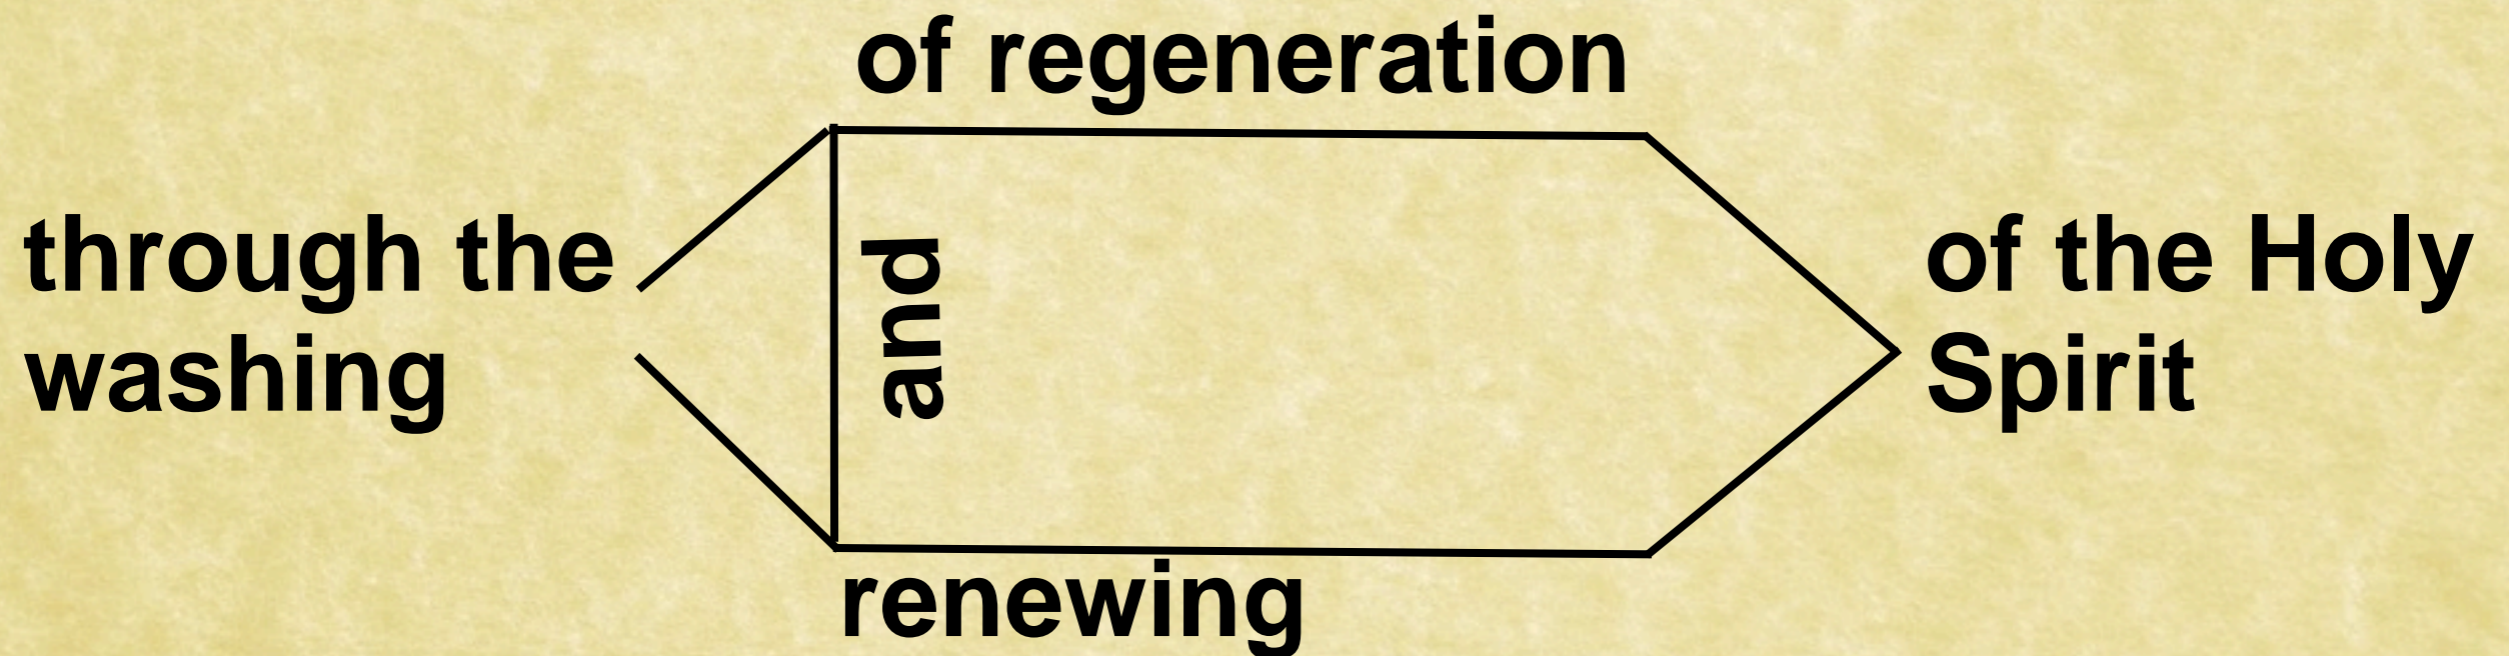 of regeneration
through the
washing
and
of the Holy
Spirit
renewing